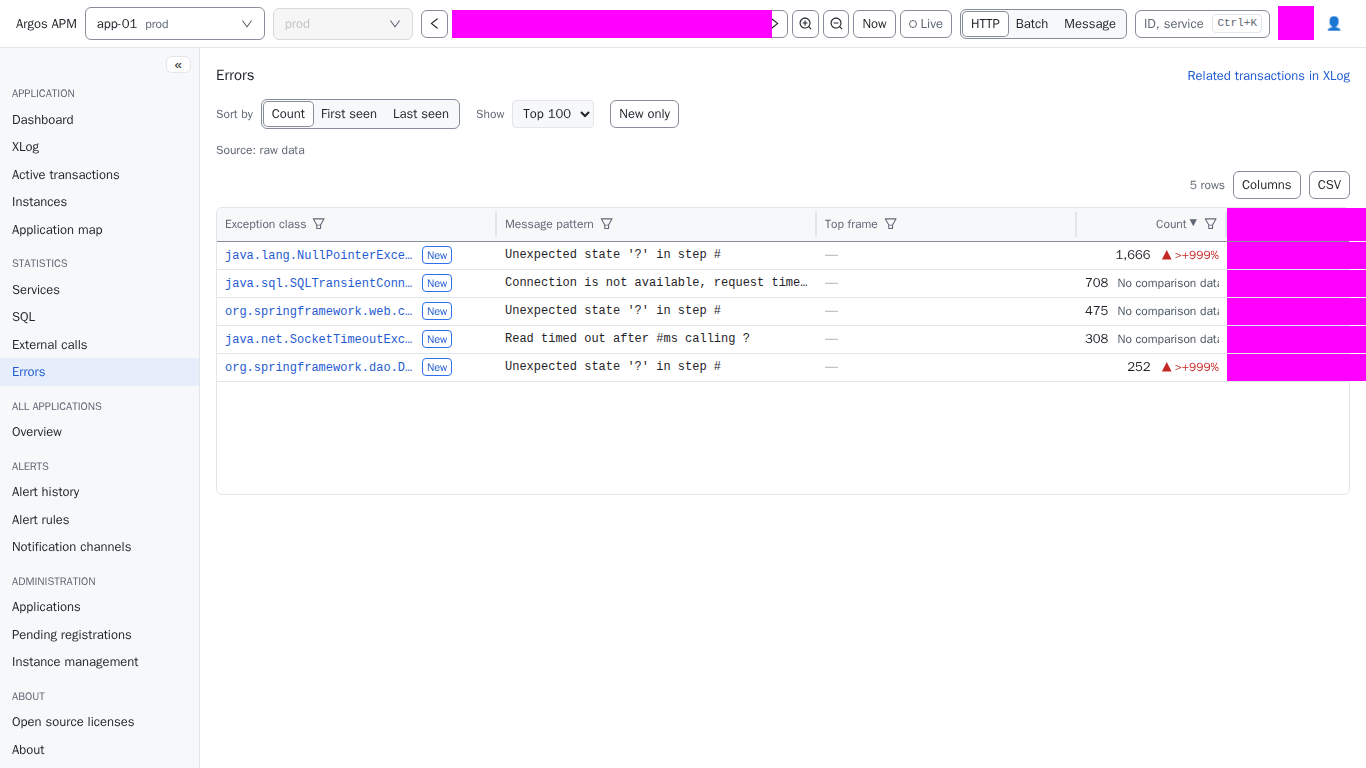 Argos APM app-01 prod prod Now Live HTTP Batch Message ID, service Ctrl+K
«
APPLICATION
Dashboard
XLog
Active transactions
Instances
Application map
STATISTICS
Services
SQL
External calls
Errors
ALL APPLICATIONS
Overview
ALERTS
Alert history
Alert rules
Notification channels
ADMINISTRATION
Applications
Pending registrations
Instance management
ABOUT
Open source licenses
About
Errors Related transactions in XLog
Sort by Count First seen Last seen Show Top 100 New only
Source: raw data
5 rows Columns CSV
Exception class Message pattern Top frame Count ▼
java.lang.NullPointerExce… New Unexpected state '?' in step # — 1,666 ▲ >+999%
java.sql.SQLTransientConn… New Connection is not available, request time… — 708 No comparison data
org.springframework.web.c… New Unexpected state '?' in step # — 475 No comparison data
java.net.SocketTimeoutExc… New Read timed out after #ms calling ? — 308 No comparison data
org.springframework.dao.D… New Unexpected state '?' in step # — 252 ▲ >+999%